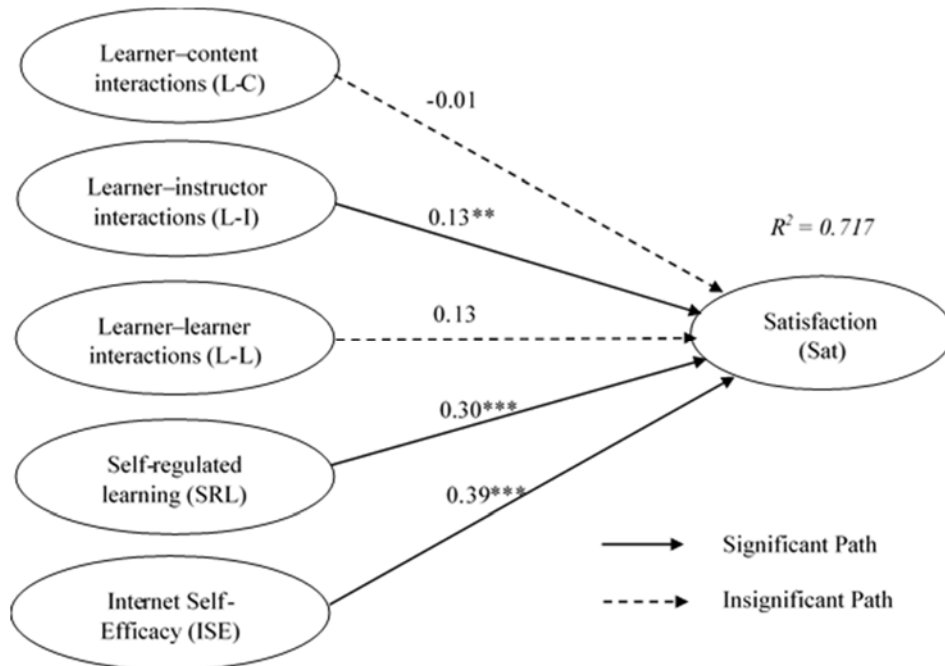 Learner–content
interactions (L-C)
-0.01
Learner–instructor
interactions (L-I)
0.13**
R² = 0.717
Learner–learner
interactions (L-L)
0.13
Satisfaction
(Sat)
0.30***
Self-regulated
learning (SRL)
0.39***
Significant Path
Internet Self-
Efficacy (ISE)
Insignificant Path